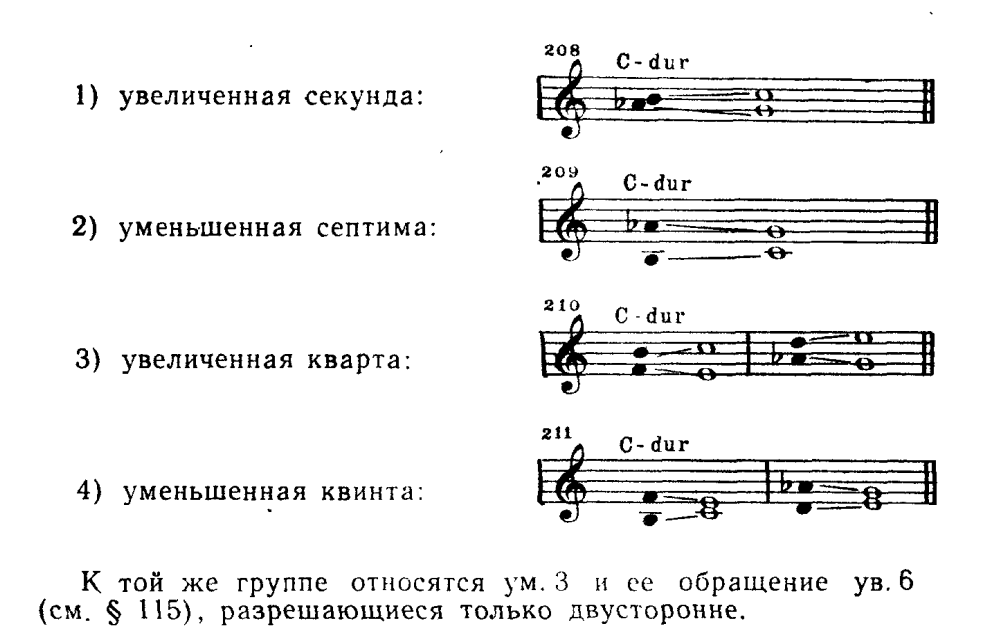 208
C-dur
1) увеличенная секунда:
209
C-dur
2) уменьшенная септима:
210
C-dur
3) увеличенная кварта:
211
C-dur
4) уменьшенная квинта:
К той же группе относятся ум. 3 и ее обращение ув. 6
(см. § 115), разрешающиеся только двусторонне.